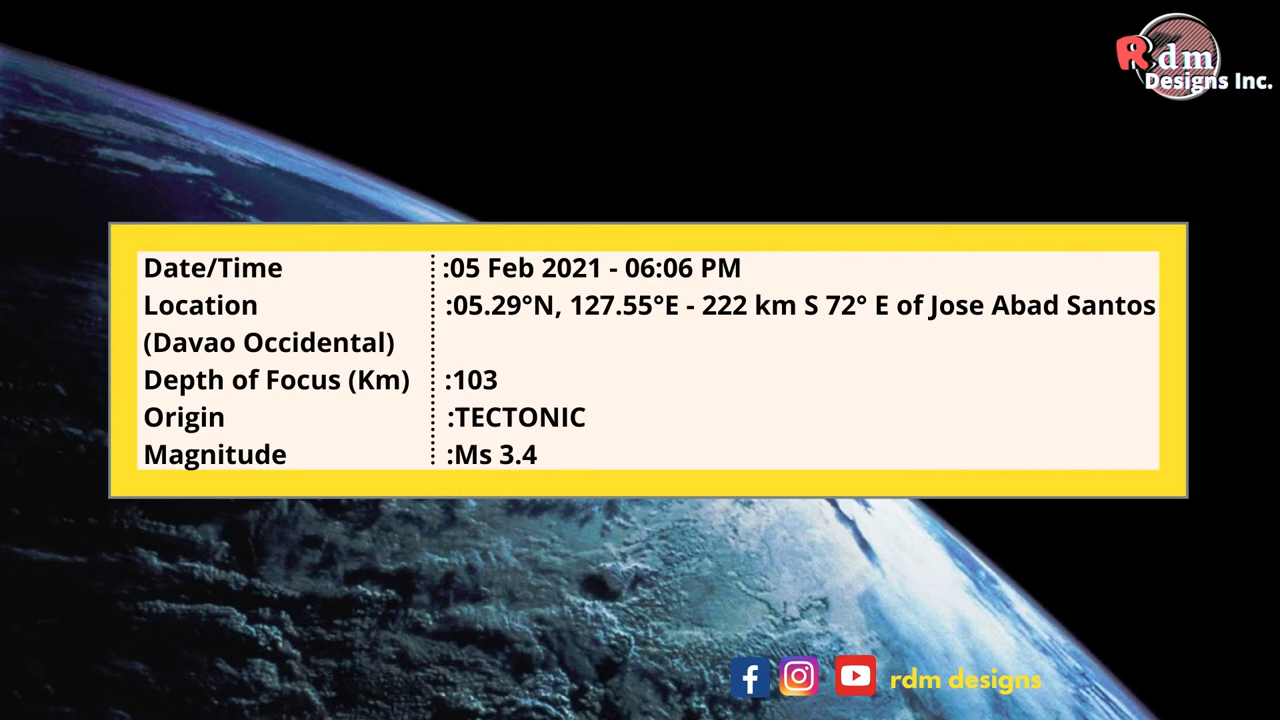 Rdm
Designs Inc.
Date/Time :05 Feb 2021 - 06:06 PM
Location :05.29°N, 127.55°E - 222 km S 72° E of Jose Abad Santos
(Davao Occidental)
Depth of Focus (Km) :103
Origin :TECTONIC
Magnitude :Ms 3.4
rdm designs